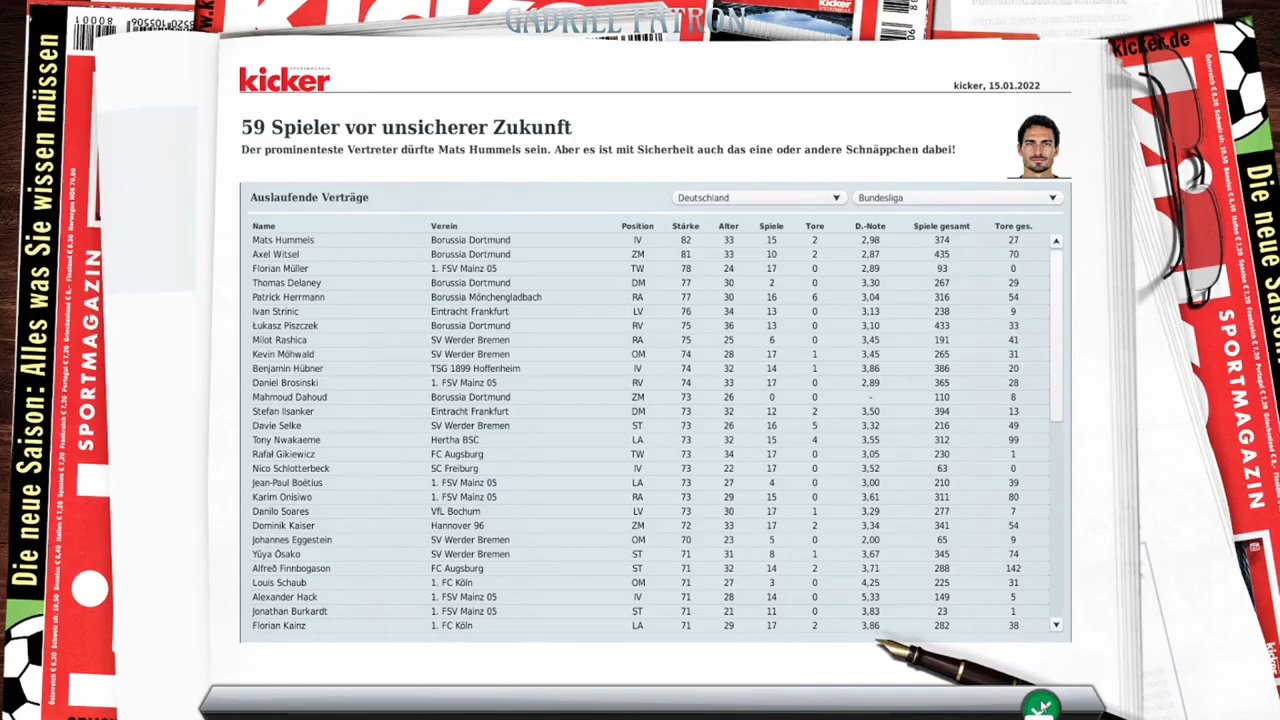 GADRILL PATRON
kicker
kicker, 15.01.2022
59 Spieler vor unsicherer Zukunft
Der prominenteste Vertreter dürfte Mats Hummels sein. Aber es ist mit Sicherheit auch das eine oder andere Schnäppchen dabei!
Auslaufende Verträge Deutschland Bundesliga
Name Verein Position Stärke Alter Spiele Tore D.-Note Spiele gesamt Tore ges.
Mats Hummels Borussia Dortmund IV 82 33 15 2 2,98 374 27
Axel Witsel Borussia Dortmund ZM 81 33 10 2 2,87 435 70
Florian Müller 1. FSV Mainz 05 TW 78 24 17 0 2,89 93 0
Thomas Delaney Borussia Dortmund DM 77 30 2 0 3,30 267 29
Patrick Herrmann Borussia Mönchengladbach RA 77 30 16 6 3,04 316 54
Ivan Strinic Eintracht Frankfurt LV 76 34 13 0 3,13 238 9
Łukasz Piszczek Borussia Dortmund RV 75 36 13 0 3,10 433 33
Milot Rashica SV Werder Bremen RA 75 25 6 0 3,45 191 41
Kevin Möhwald SV Werder Bremen OM 74 28 17 1 3,45 265 31
Benjamin Hübner TSG 1899 Hoffenheim IV 74 32 14 1 3,86 386 20
Daniel Brosinski 1. FSV Mainz 05 RV 74 33 17 0 2,89 365 28
Mahmoud Dahoud Borussia Dortmund ZM 73 26 0 0 - 110 8
Stefan Ilsanker Eintracht Frankfurt DM 73 32 12 2 3,50 394 13
Davie Selke SV Werder Bremen ST 73 26 16 5 3,32 216 49
Tony Nwakaeme Hertha BSC LA 73 32 15 4 3,55 312 99
Rafał Gikiewicz FC Augsburg TW 73 34 17 0 3,05 230 1
Nico Schlotterbeck SC Freiburg IV 73 22 17 0 3,52 63 0
Jean-Paul Boëtius 1. FSV Mainz 05 LA 73 27 4 0 3,00 210 39
Karim Onisiwo 1. FSV Mainz 05 RA 73 29 15 0 3,61 311 80
Danilo Soares VfL Bochum LV 73 30 17 1 3,29 277 7
Dominik Kaiser Hannover 96 ZM 72 33 17 2 3,34 341 54
Johannes Eggestein SV Werder Bremen OM 70 23 5 0 2,00 65 9
Yūya Ōsako SV Werder Bremen ST 71 31 8 1 3,67 345 74
Alfreð Finnbogason FC Augsburg ST 71 32 14 2 3,71 288 142
Louis Schaub 1. FC Köln OM 71 27 3 0 4,25 225 31
Alexander Hack 1. FSV Mainz 05 IV 71 28 14 0 5,33 149 5
Jonathan Burkardt 1. FSV Mainz 05 ST 71 21 11 0 3,83 23 1
Florian Kainz 1. FC Köln LA 71 29 17 2 3,86 282 38
Die neue Saison: Alles was Sie wissen müssen
SPORTMAGAZIN
kicker.de
SPORTMAGAZIN
Die neue Saison